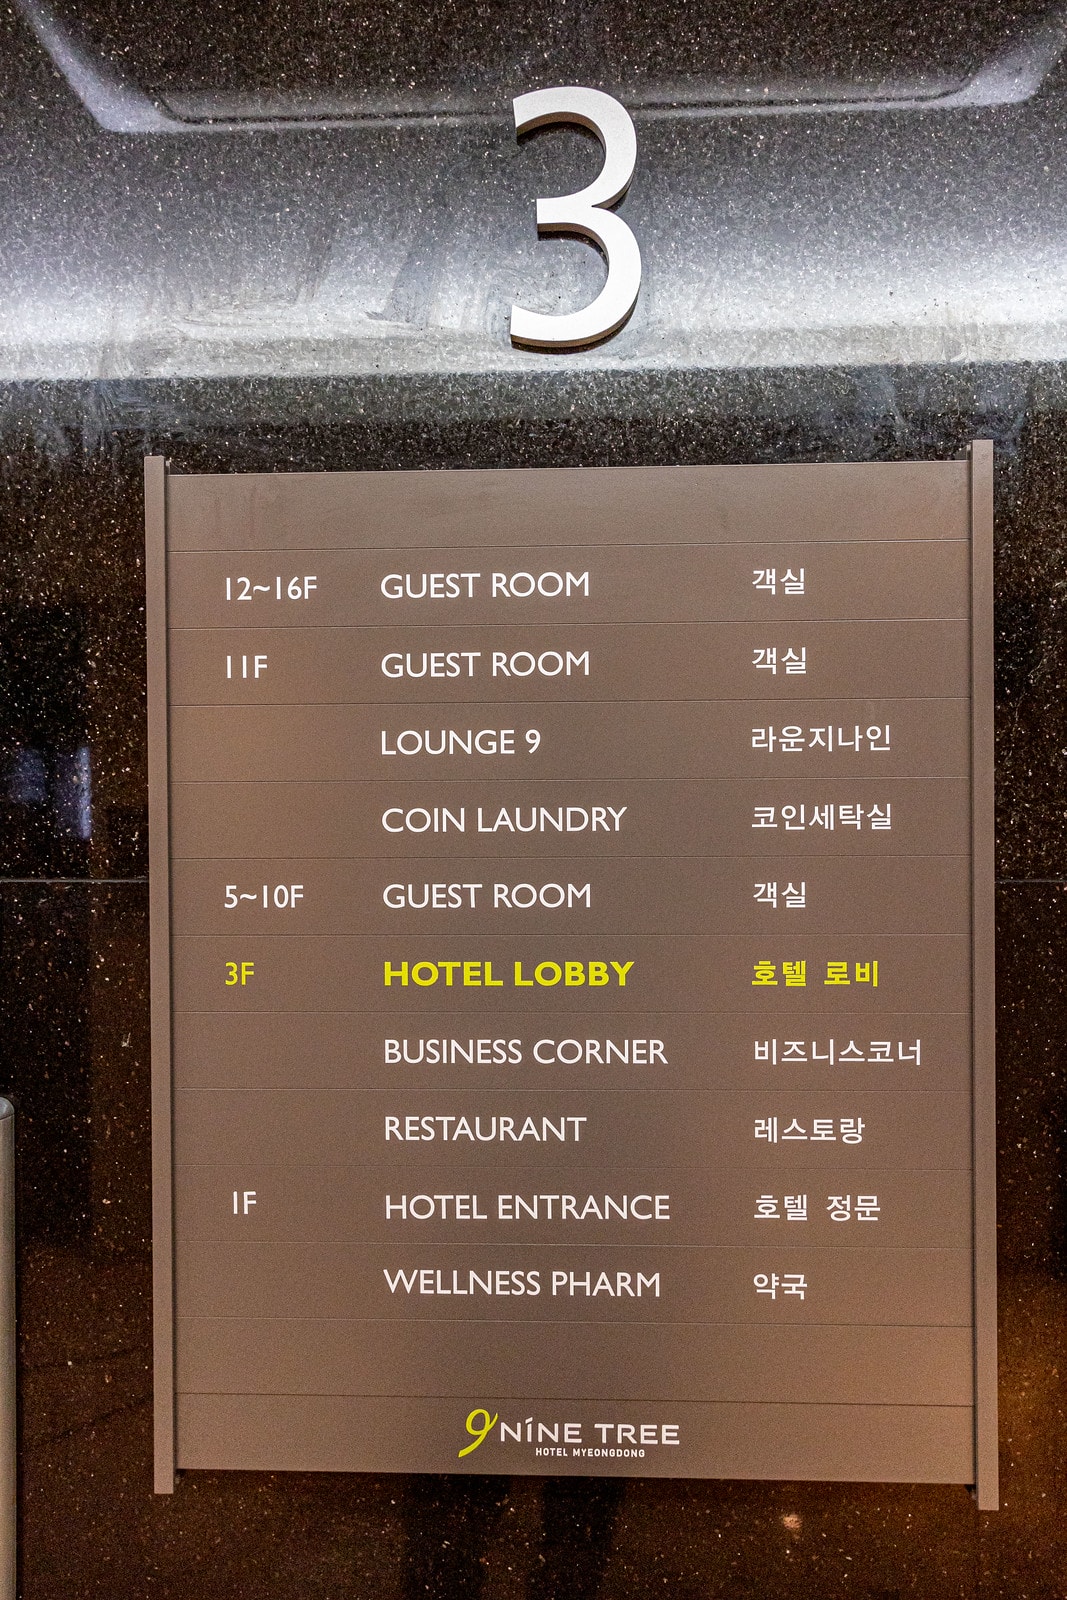 3
12~16F GUEST ROOM 객실
11F GUEST ROOM 객실
LOUNGE 9 라운지나인
COIN LAUNDRY 코인세탁실
5~10F GUEST ROOM 객실
3F HOTEL LOBBY 호텔 로비
BUSINESS CORNER 비즈니스코너
RESTAURANT 레스토랑
1F HOTEL ENTRANCE 호텔 정문
WELLNESS PHARM 약국
9 NíNE TREE
HOTEL MYEONGDONG